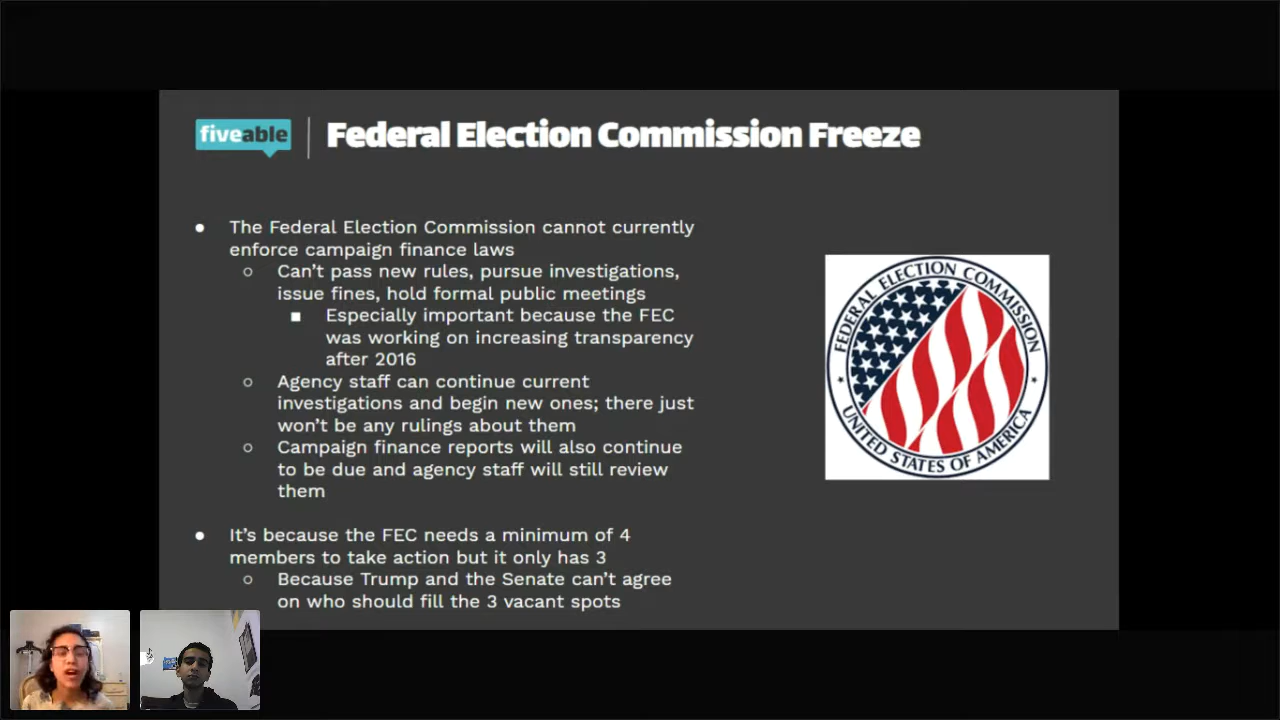 fiveable
Federal Election Commission Freeze
● The Federal Election Commission cannot currently
enforce campaign finance laws
○ Can't pass new rules, pursue investigations,
issue fines, hold formal public meetings
■ Especially important because the FEC
was working on increasing transparency
after 2016
○ Agency staff can continue current
investigations and begin new ones; there just
won't be any rulings about them
○ Campaign finance reports will also continue
to be due and agency staff will still review
them
● It's because the FEC needs a minimum of 4
members to take action but it only has 3
○ Because Trump and the Senate can't agree
on who should fill the 3 vacant spots
FEDERAL ELECTION COMMISSION
UNITED STATES OF AMERICA